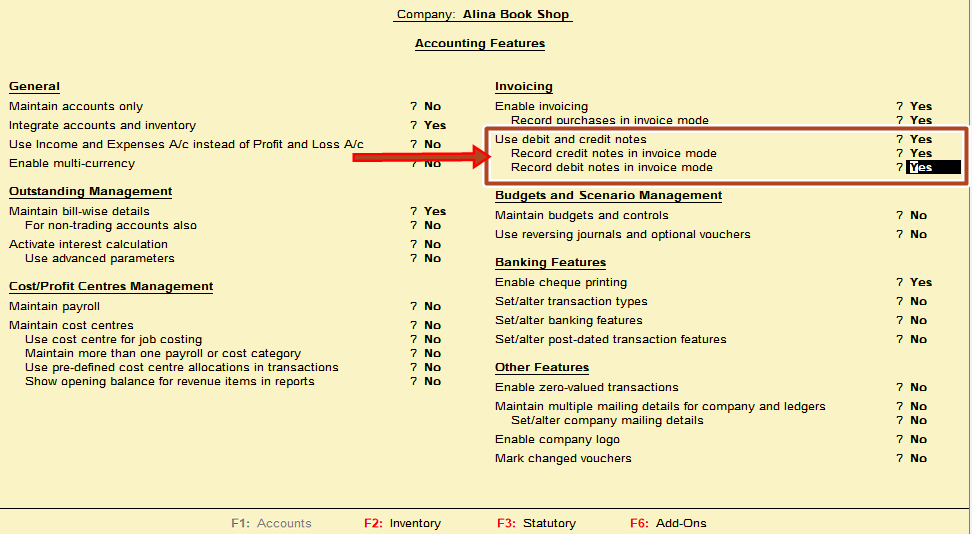 Company: Alina Book Shop
Accounting Features
General
Maintain accounts only ? No
Integrate accounts and inventory ? Yes
Use Income and Expenses A/c instead of Profit and Loss A/c ? No
Enable multi-currency ? No
Outstanding Management
Maintain bill-wise details ? Yes
For non-trading accounts also ? No
Activate interest calculation ? No
Use advanced parameters ? No
Cost/Profit Centres Management
Maintain payroll ? No
Maintain cost centres ? No
Use cost centre for job costing ? No
Maintain more than one payroll or cost category ? No
Use pre-defined cost centre allocations in transactions ? No
Show opening balance for revenue items in reports ? No
Invoicing
Enable invoicing ? Yes
Record purchases in invoice mode ? Yes
Use debit and credit notes ? Yes
Record credit notes in invoice mode ? Yes
Record debit notes in invoice mode ? Yes
Budgets and Scenario Management
Maintain budgets and controls ? No
Use reversing journals and optional vouchers ? No
Banking Features
Enable cheque printing ? Yes
Set/alter transaction types ? No
Set/alter banking features ? No
Set/alter post-dated transaction features ? No
Other Features
Enable zero-valued transactions ? No
Maintain multiple mailing details for company and ledgers ? No
Set/alter company mailing details ? No
Enable company logo ? No
Mark changed vouchers ? No
F1: Accounts F2: Inventory F3: Statutory F6: Add-Ons